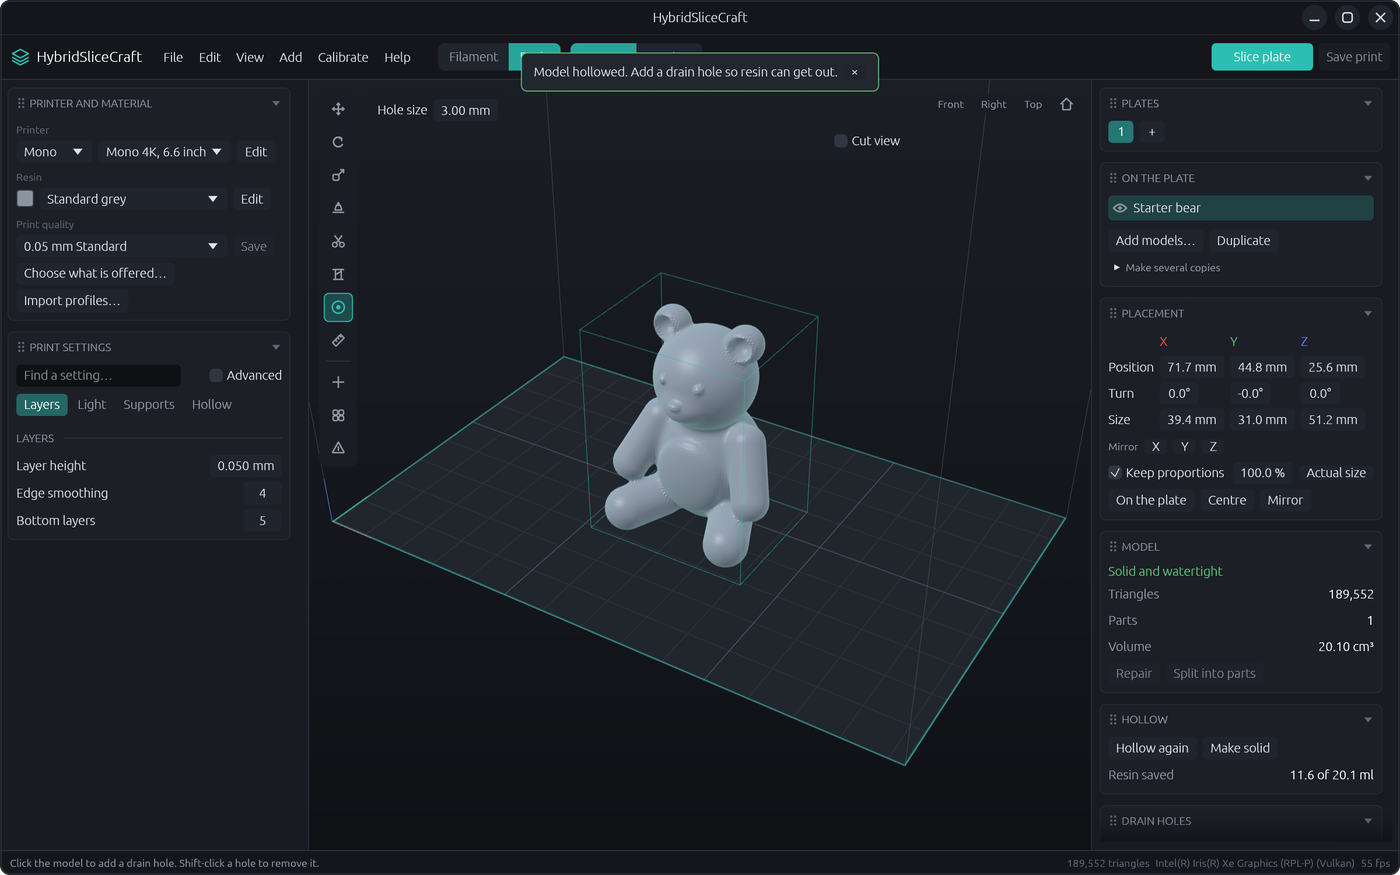 HybridSliceCraft
HybridSliceCraft File Edit View Add Calibrate Help Filament Slice plate Save print
Model hollowed. Add a drain hole so resin can get out. ×
PRINTER AND MATERIAL
Printer
Mono Mono 4K, 6.6 inch Edit
Resin
Standard grey Edit
Print quality
0.05 mm Standard Save
Choose what is offered...
Import profiles...
PRINT SETTINGS
Find a setting... Advanced
Layers Light Supports Hollow
LAYERS
Layer height 0.050 mm
Edge smoothing 4
Bottom layers 5
Hole size 3.00 mm
Front Right Top
Cut view
PLATES
1 +
ON THE PLATE
Starter bear
Add models... Duplicate
Make several copies
PLACEMENT
X Y Z
Position 71.7 mm 44.8 mm 25.6 mm
Turn 0.0° -0.0° 0.0°
Size 39.4 mm 31.0 mm 51.2 mm
Mirror X Y Z
Keep proportions 100.0 % Actual size
On the plate Centre Mirror
MODEL
Solid and watertight
Triangles 189,552
Parts 1
Volume 20.10 cm³
Repair Split into parts
HOLLOW
Hollow again Make solid
Resin saved 11.6 of 20.1 ml
DRAIN HOLES
Click the model to add a drain hole. Shift-click a hole to remove it.
189,552 triangles Intel(R) Iris(R) Xe Graphics (RPL-P) (Vulkan) 55 fps